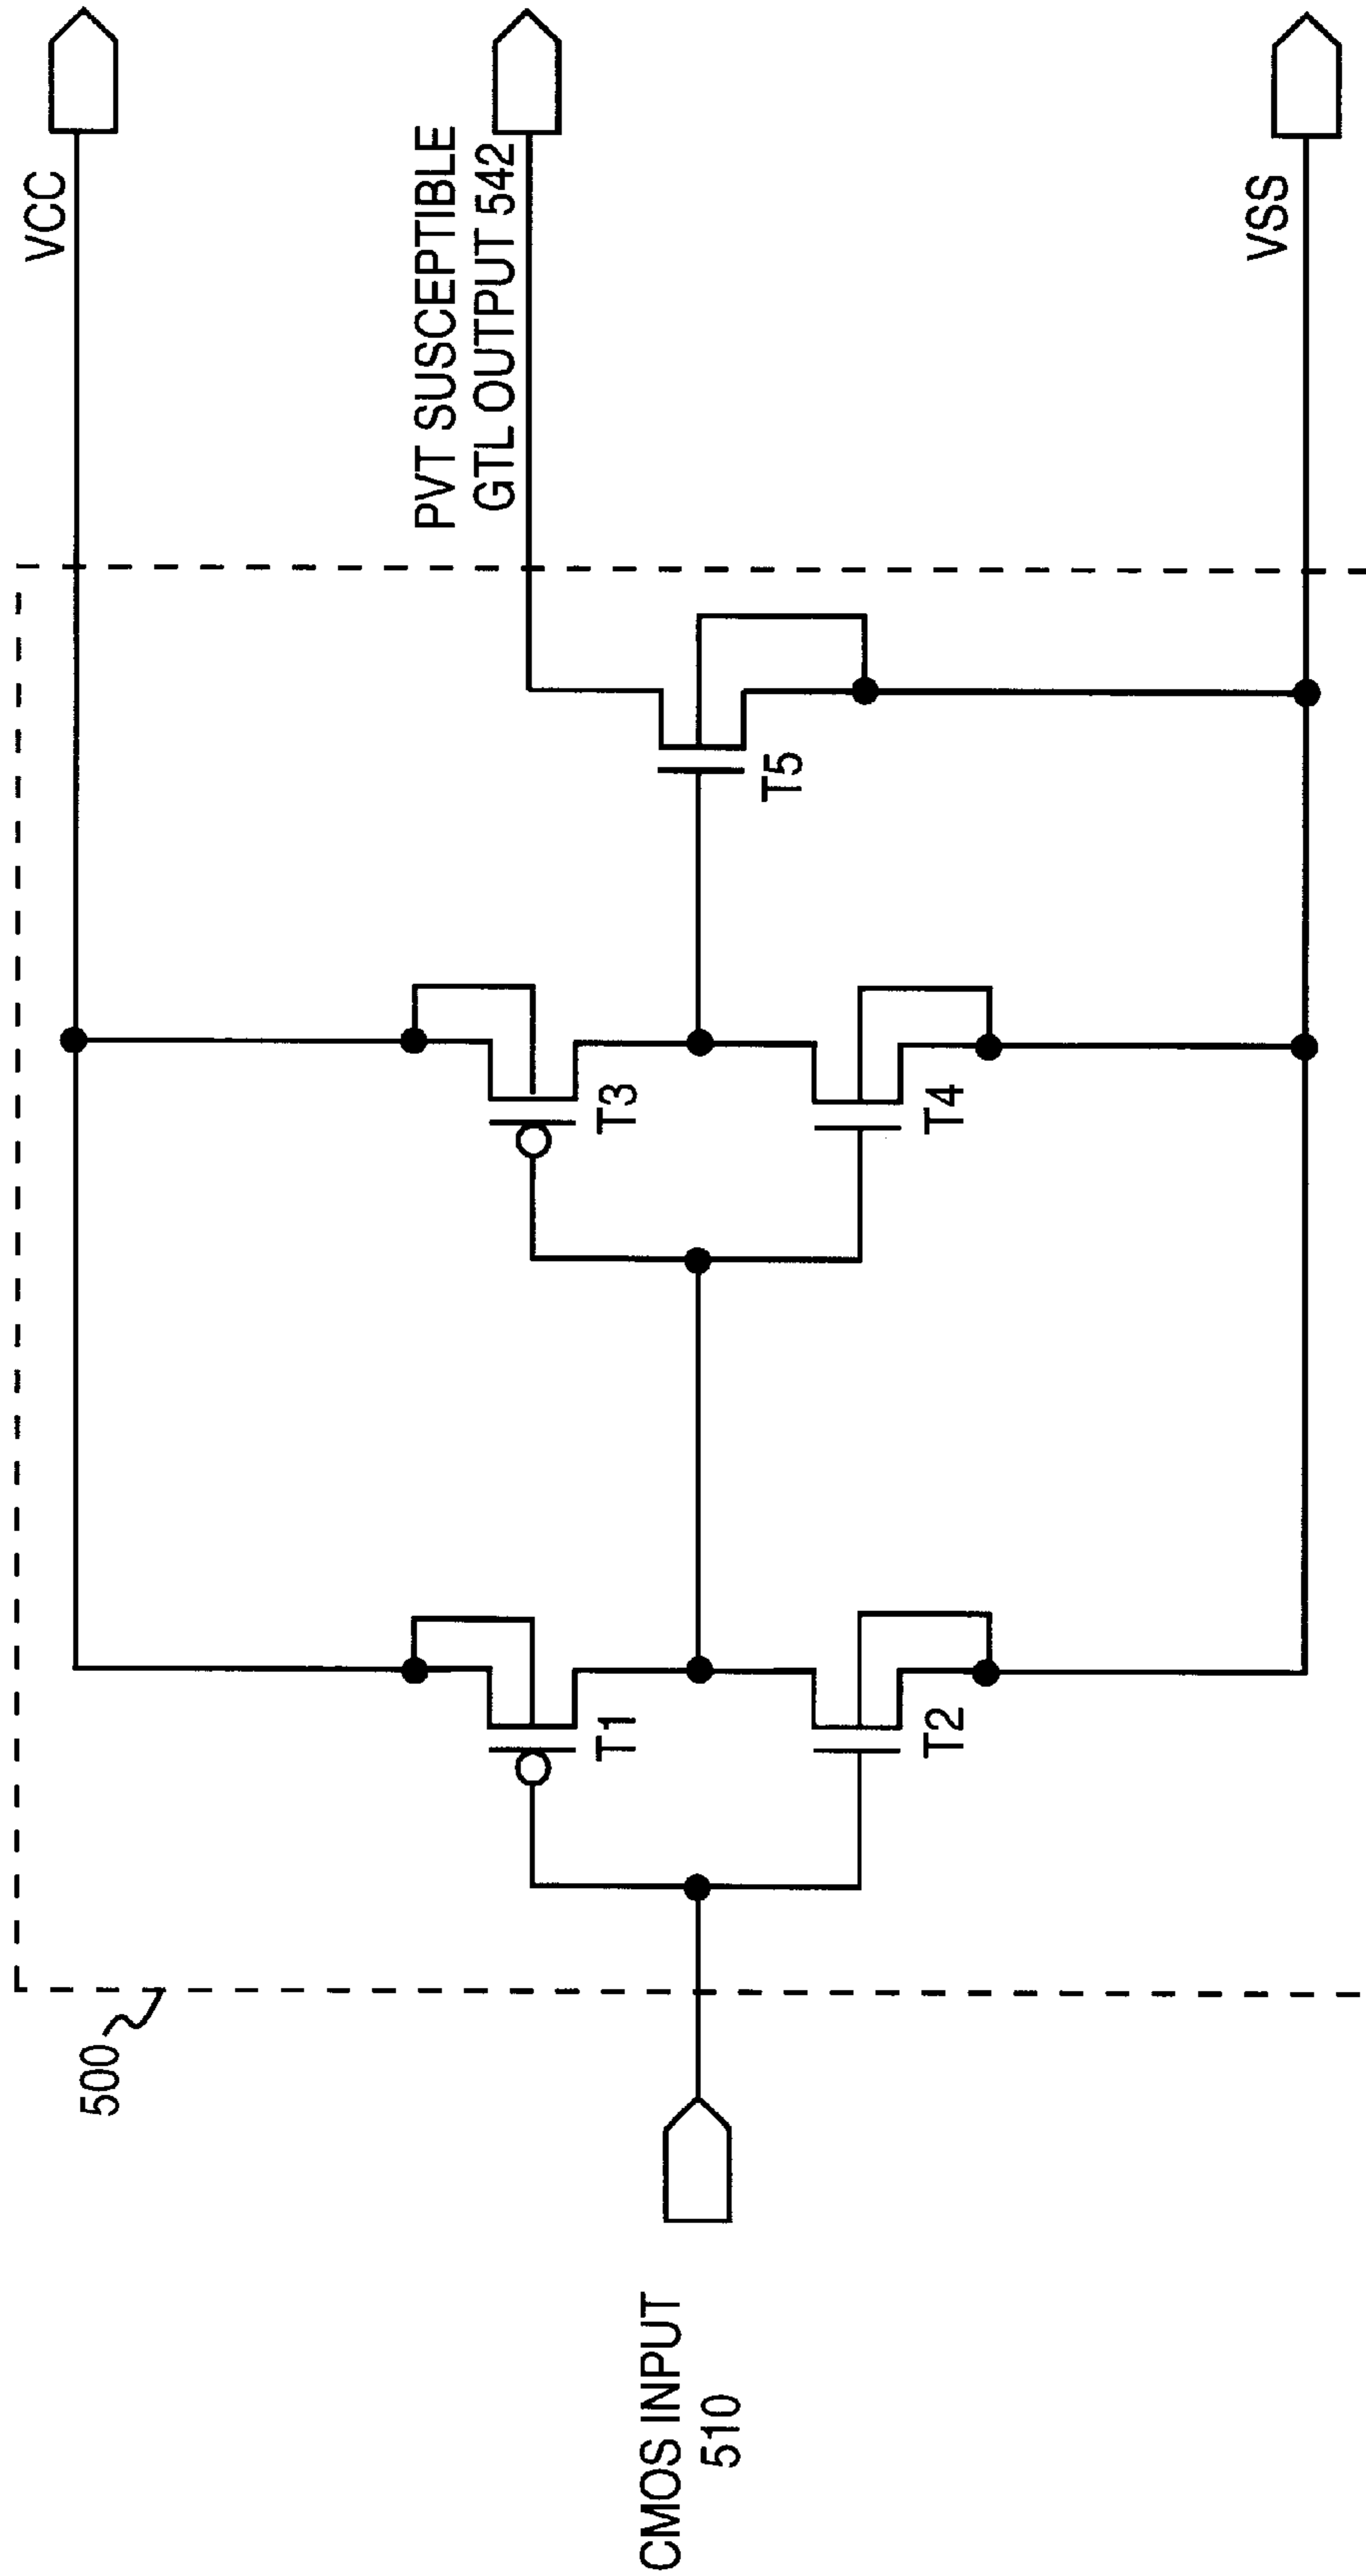 500
VCC
PVT SUSCEPTIBLE
GTL OUTPUT 542
T1
T3
T5
CMOS INPUT
510
T2
T4
VSS